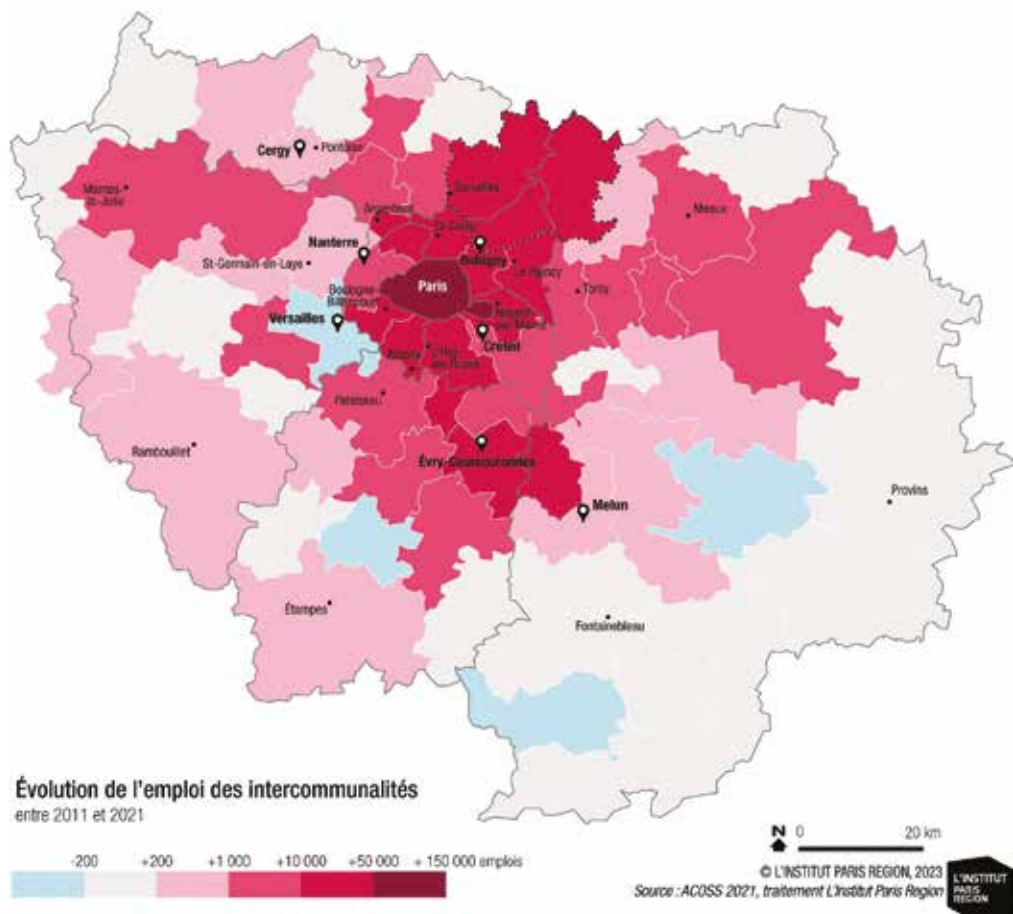 Cergy
Pontoise
Mantes-
la-Jolie
Sarcelles
Meaux
Argenteuil
St-Denis
Nanterre
Bobigny
St-Germain-en-Laye
Le Raincy
Paris
Torcy
Boulogne-
Billancourt
Nogent-
sur-Marne
Versailles
Créteil
Antony
L'Haÿ-
les-Roses
Palaiseau
Rambouillet
Évry-Courcouronnes
Melun
Provins
Étampes
Fontainebleau
Évolution de l'emploi des intercommunalités
entre 2011 et 2021
-200 +200 +1 000 +10 000 +50 000 + 150 000 emplois
N 0 20 km
© L'INSTITUT PARIS REGION, 2023
Source : ACOSS 2021, traitement L'Institut Paris Region
L'INSTITUT
PARIS
REGION